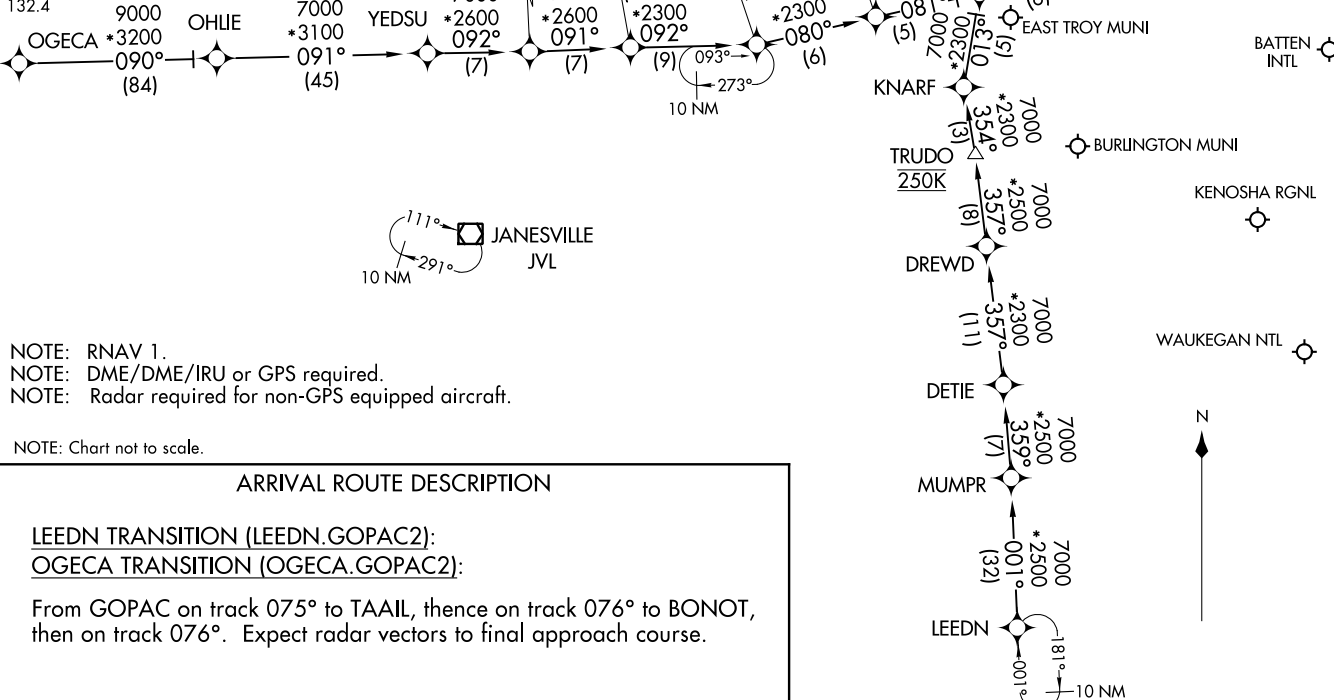 132.4
OGECA
9000
*3200
090°
(84)
OHLIE
7000
*3100
091°
(45)
YEDSU
*2600
092°
(7)
*2600
091°
(7)
*2300
092°
(9)
093°
273°
10 NM
*2300
080°
(6)
(5)
08
7000
*2300
013°
(5)
EAST TROY MUNI
BATTEN
INTL
KNARF
7000
*2300
354°
(3)
BURLINGTON MUNI
TRUDO
250K
7000
*2500
357°
(8)
KENOSHA RGNL
111°
JANESVILLE
JVL
291°
10 NM
DREWD
7000
*2300
357°
(11)
WAUKEGAN NTL
NOTE: RNAV 1.
NOTE: DME/DME/IRU or GPS required.
NOTE: Radar required for non-GPS equipped aircraft.
DETIE
7000
*2500
359°
(7)
N
NOTE: Chart not to scale.
MUMPR
7000
*2500
001°
(32)
LEEDN
181°
001°
10 NM
ARRIVAL ROUTE DESCRIPTION
LEEDN TRANSITION (LEEDN.GOPAC2):
OGECA TRANSITION (OGECA.GOPAC2):
From GOPAC on track 075° to TAAIL, thence on track 076° to BONOT,
then on track 076°. Expect radar vectors to final approach course.